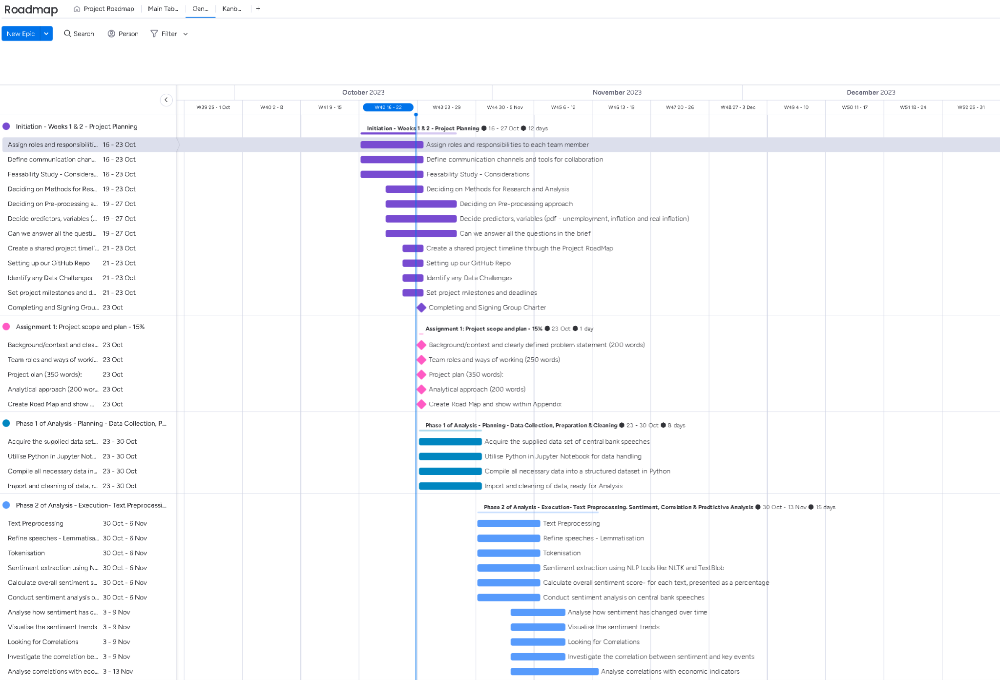 Roadmap
Project Roadmap
Main Tab...
Gan...
Kanb...
+
New Epic
Search
Person
Filter
October 2023
November 2023
December 2023
W39 25 - 1 Oct
W40 2 - 8
W41 9 - 15
W42 16 - 22
W43 23 - 29
W44 30 - 5 Nov
W45 6 - 12
W46 13 - 19
W47 20 - 26
W48 27 - 3 Dec
W49 4 - 10
W50 11 - 17
W51 18 - 24
W52 25 - 31
Initiation - Weeks 1 & 2 - Project Planning
Initiation - Weeks 1 & 2 - Project Planning ● 16 - 27 Oct ● 12 days
Assign roles and responsibiliti... 16 - 23 Oct
Assign roles and responsibilities to each team member
Define communication chan... 16 - 23 Oct
Define communication channels and tools for collaboration
Feasability Study - Considera... 16 - 23 Oct
Feasability Study - Considerations
Deciding on Methods for Res... 19 - 23 Oct
Deciding on Methods for Research and Analysis
Deciding on Pre-processing a... 19 - 27 Oct
Deciding on Pre-processing approach
Decide predictors, variables (... 19 - 27 Oct
Decide predictors, variables (pdf - unemployment, inflation and real inflation)
Can we answer all the questi... 19 - 27 Oct
Can we answer all the questions in the brief
Create a shared project timeli... 21 - 23 Oct
Create a shared project timeline through the Project RoadMap
Setting up our GitHub Repo 21 - 23 Oct
Setting up our GitHub Repo
Identify any Data Challenges 21 - 23 Oct
Identify any Data Challenges
Set project milestones and d... 21 - 23 Oct
Set project milestones and deadlines
Completing and Signing Grou... 23 Oct
Completing and Signing Group Charter
Assignment 1: Project scope and plan - 15%
Assignment 1: Project scope and plan - 15% ● 23 Oct ● 1 day
Background/context and clea... 23 Oct
Background/context and clearly defined problem statement (200 words)
Team roles and ways of worki... 23 Oct
Team roles and ways of working (250 words)
Project plan (350 words): 23 Oct
Project plan (350 words):
Analytical approach (200 wor... 23 Oct
Analytical approach (200 words)
Create Road Map and show ... 23 Oct
Create Road Map and show within Appendix
Phase 1 of Analysis - Planning - Data Collection, P...
Phase 1 of Analysis - Planning - Data Collection, Preparation & Cleaning ● 23 - 30 Oct ● 8 days
Acquire the supplied data set... 23 - 30 Oct
Acquire the supplied data set of central bank speeches
Utilise Python in Jupyter Not... 23 - 30 Oct
Utilise Python in Jupyter Notebook for data handling
Compile all necessary data in... 23 - 30 Oct
Compile all necessary data into a structured dataset in Python
Import and cleaning of data, r... 23 - 30 Oct
Import and cleaning of data, ready for Analysis
Phase 2 of Analysis - Execution- Text Preprocessi...
Phase 2 of Analysis - Execution- Text Preprocessing. Sentiment, Correlation & Predtictive Analysis ● 30 Oct - 13 Nov ● 15 days
Text Preprocessing 30 Oct - 6 Nov
Text Preprocessing
Refine speeches - Lemmatisa... 30 Oct - 6 Nov
Refine speeches - Lemmatisation
Tokenisation 30 Oct - 6 Nov
Tokenisation
Sentiment extraction using N... 30 Oct - 6 Nov
Sentiment extraction using NLP tools like NLTK and TextBlob
Calculate overall sentiment s... 30 Oct - 6 Nov
Calculate overall sentiment score- for each text, presented as a percentage
Conduct sentiment analysis o... 30 Oct - 6 Nov
Conduct sentiment analysis on central bank speeches
Analyse how sentiment has c... 3 - 9 Nov
Analyse how sentiment has changed over time
Visualise the sentiment trends 3 - 9 Nov
Visualise the sentiment trends
Looking for Correlations 3 - 9 Nov
Looking for Correlations
Investigate the correlation be... 3 - 9 Nov
Investigate the correlation between sentiment and key events
Analyse correlations with eco... 3 - 13 Nov
Analyse correlations with economic indicators